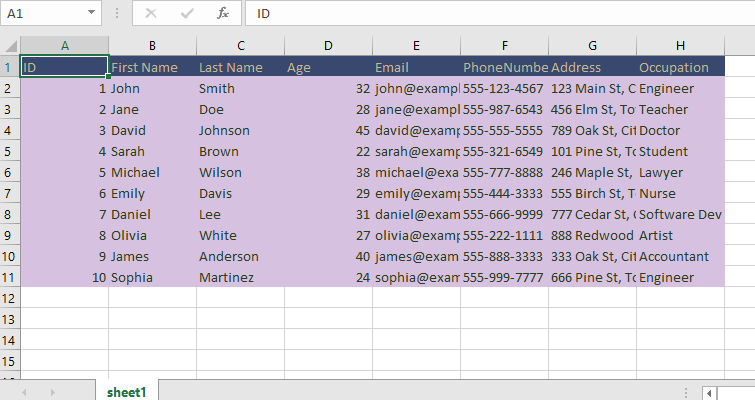 A1 fx ID
A B C D E F G H
1 ID First Name Last Name Age Email PhoneNumbe Address Occupation
2 1 John Smith 32 john@exampl 555-123-4567 123 Main St, C Engineer
3 2 Jane Doe 28 jane@exampl 555-987-6543 456 Elm St, To Teacher
4 3 David Johnson 45 david@examp 555-555-5555 789 Oak St, Cit Doctor
5 4 Sarah Brown 22 sarah@examp 555-321-6549 101 Pine St, To Student
6 5 Michael Wilson 38 michael@exa 555-777-8888 246 Maple St, Lawyer
7 6 Emily Davis 29 emily@examp 555-444-3333 555 Birch St, T Nurse
8 7 Daniel Lee 31 daniel@exam 555-666-9999 777 Cedar St, Software Dev
9 8 Olivia White 27 olivia@exam 555-222-1111 888 Redwood Artist
10 9 James Anderson 40 james@exam 555-888-3333 333 Oak St, Cit Accountant
11 10 Sophia Martinez 24 sophia@exam 555-999-7777 666 Pine St, To Engineer
12
13
14
15
sheet1